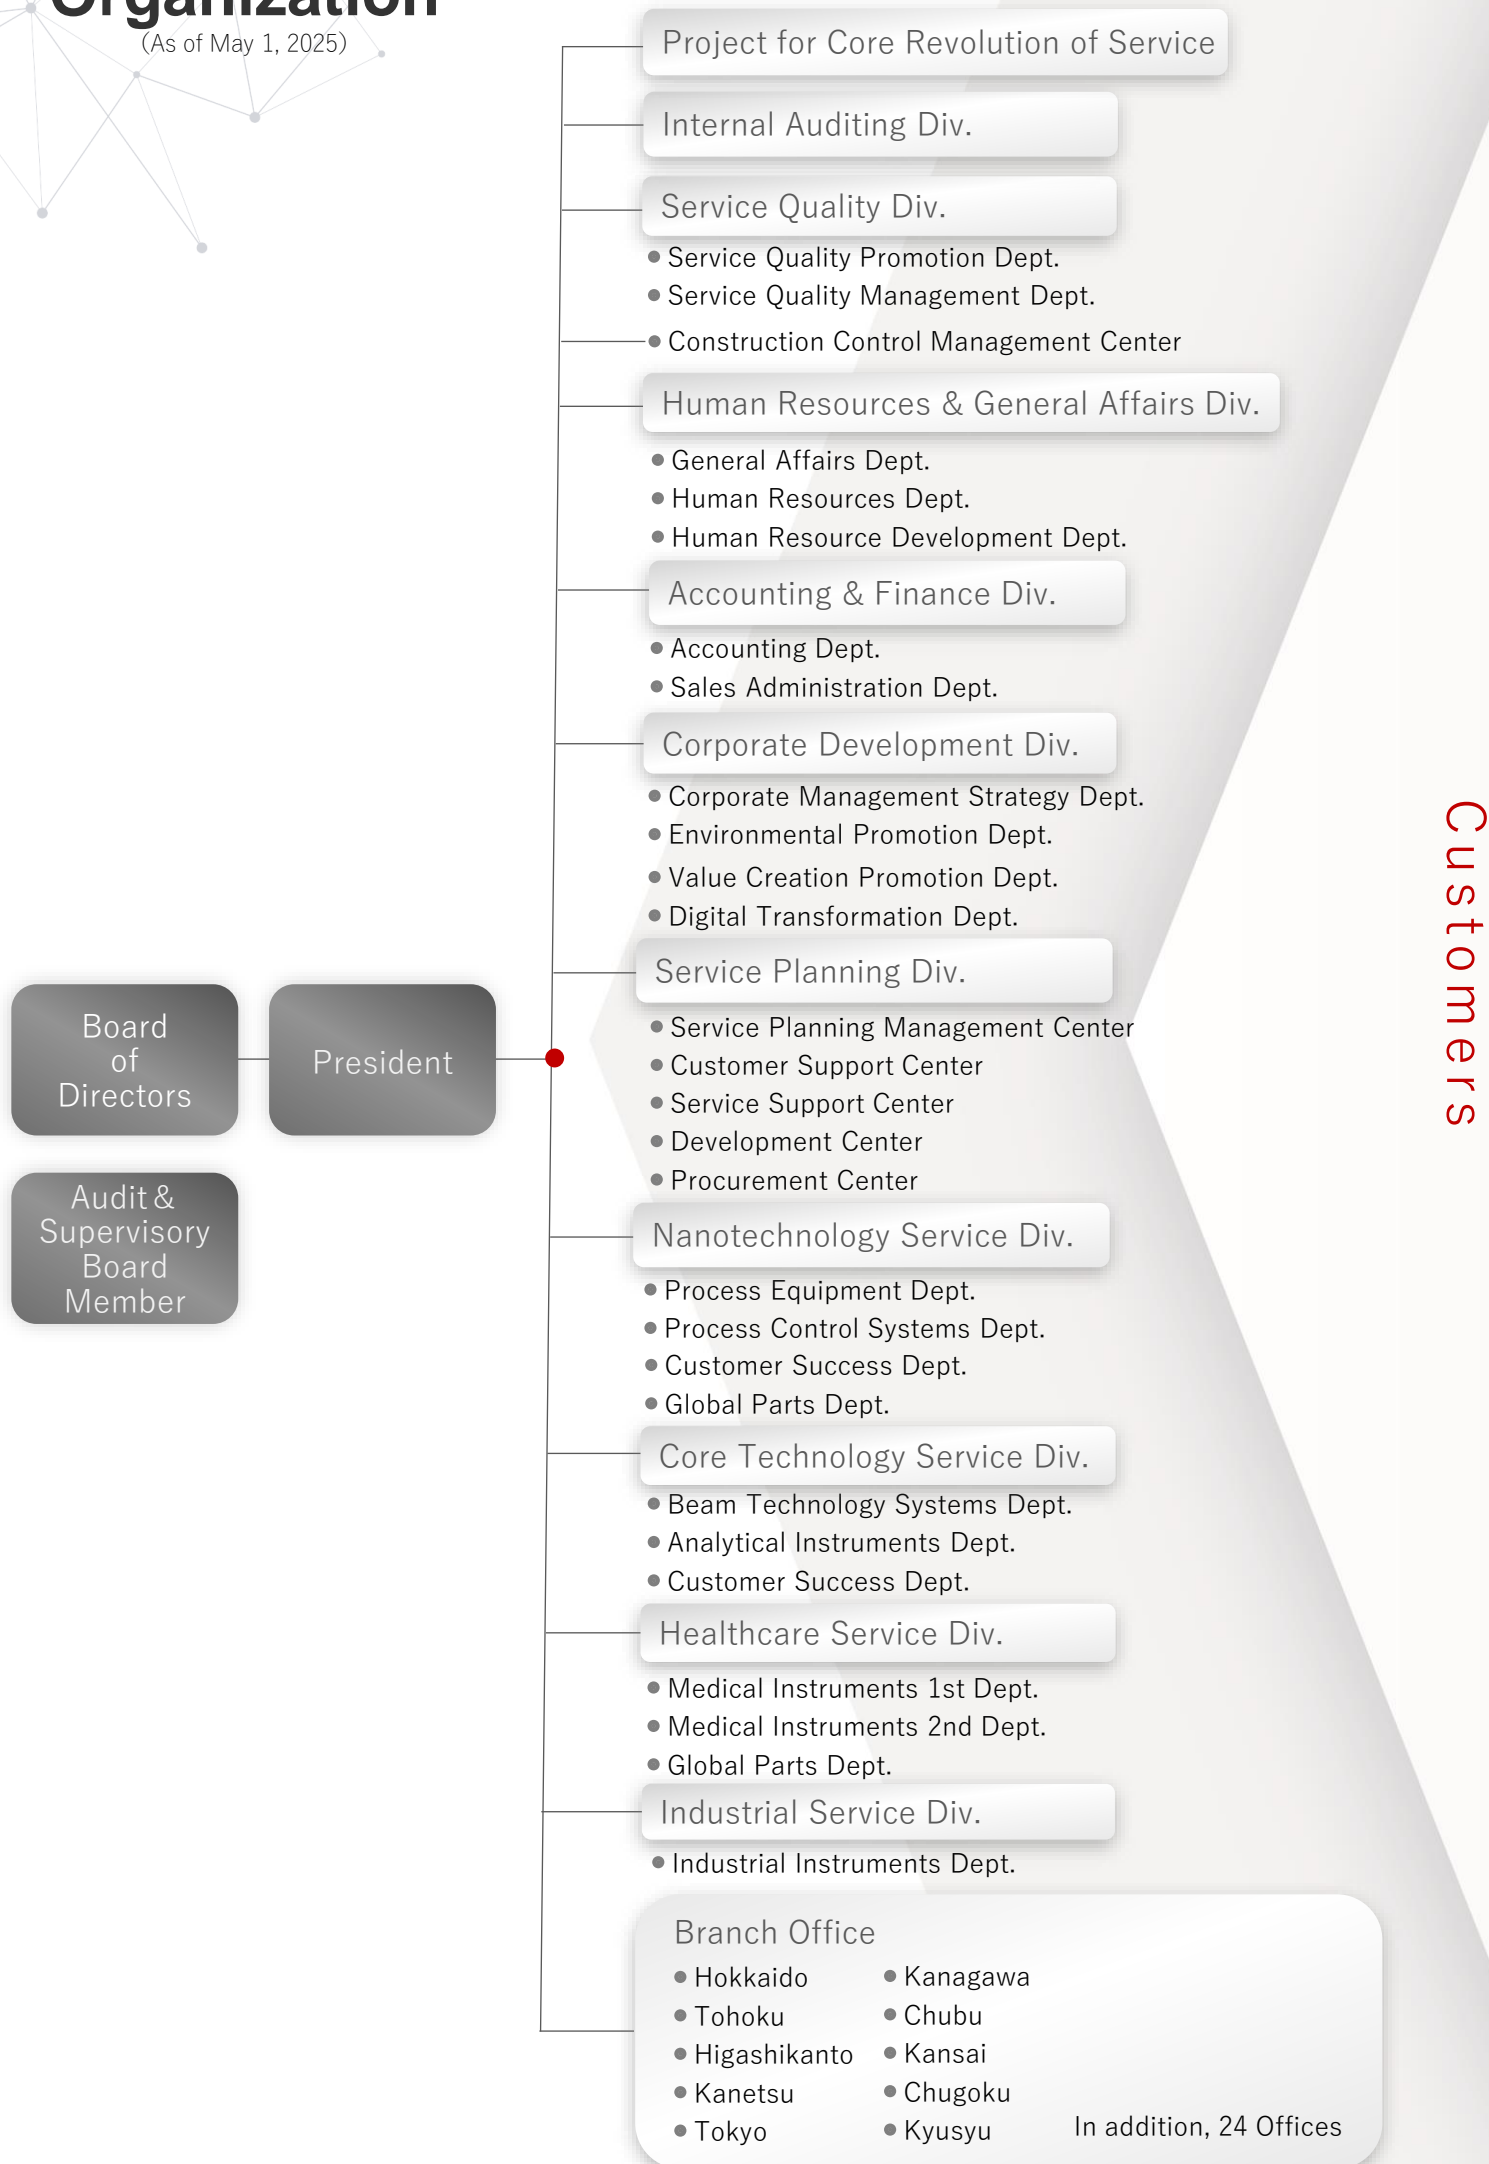 Organization
(As of May 1, 2025)
Project for Core Revolution of Service
Internal Auditing Div.
Service Quality Div.
Service Quality Promotion Dept.
Service Quality Management Dept.
Construction Control Management Center
Human Resources & General Affairs Div.
General Affairs Dept.
Human Resources Dept.
Human Resource Development Dept.
Accounting & Finance Div.
Accounting Dept.
Sales Administration Dept.
Corporate Development Div.
Corporate Management Strategy Dept.
Environmental Promotion Dept.
Value Creation Promotion Dept.
Digital Transformation Dept.
Service Planning Div.
Service Planning Management Center
Customer Support Center
Service Support Center
Development Center
Procurement Center
Board
of
Directors
President
Audit &
Supervisory
Board
Member
Nanotechnology Service Div.
Process Equipment Dept.
Process Control Systems Dept.
Customer Success Dept.
Global Parts Dept.
Core Technology Service Div.
Beam Technology Systems Dept.
Analytical Instruments Dept.
Customer Success Dept.
Healthcare Service Div.
Medical Instruments 1st Dept.
Medical Instruments 2nd Dept.
Global Parts Dept.
Industrial Service Div.
Industrial Instruments Dept.
Branch Office
Hokkaido
Tohoku
Higashikanto
Kanetsu
Tokyo
Kanagawa
Chubu
Kansai
Chugoku
Kyusyu
In addition, 24 Offices
Customers